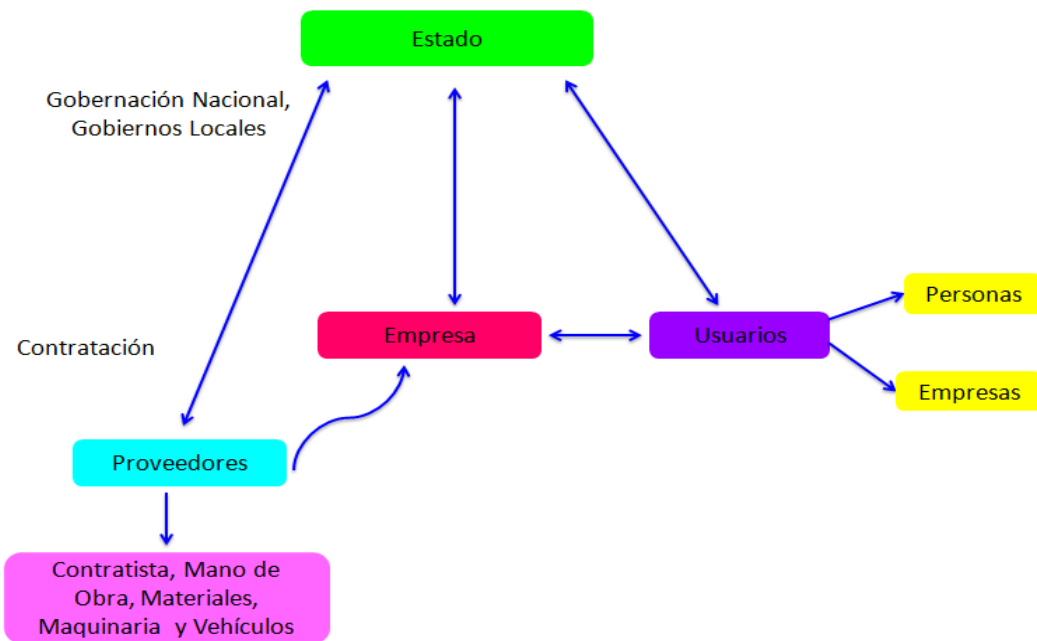 Estado
Gobernación Nacional,
Gobiernos Locales
Personas
Empresa
Usuarios
Contratación
Empresas
Proveedores
Contratista, Mano de
Obra, Materiales,
Maquinaria y Vehículos